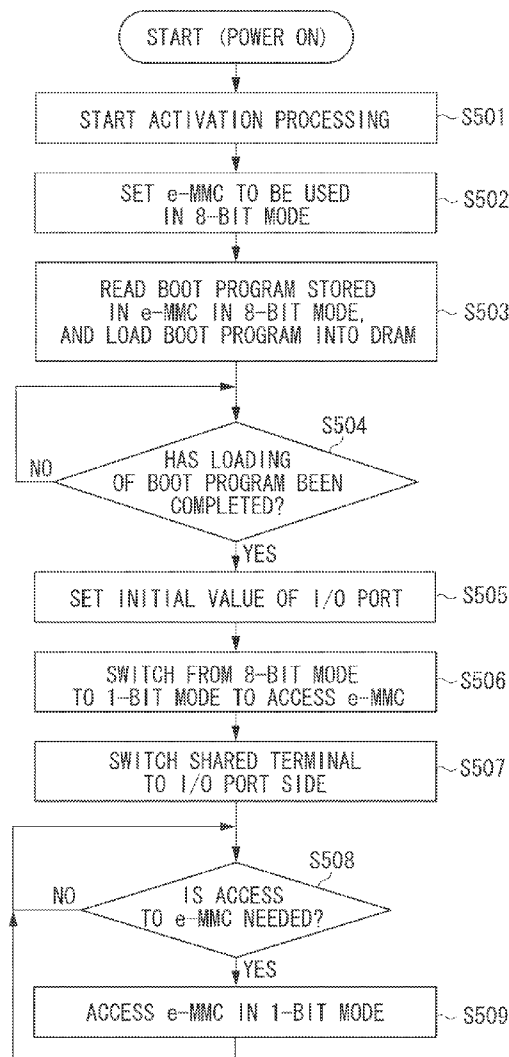 START (POWER ON)
START ACTIVATION PROCESSING
S501
SET e-MMC TO BE USED
IN 8-BIT MODE
S502
READ BOOT PROGRAM STORED
IN e-MMC IN 8-BIT MODE,
AND LOAD BOOT PROGRAM INTO DRAM
S503
S504
NO
HAS LOADING
OF BOOT PROGRAM BEEN
COMPLETED?
YES
SET INITIAL VALUE OF I/O PORT
S505
SWITCH FROM 8-BIT MODE
TO 1-BIT MODE TO ACCESS e-MMC
S506
SWITCH SHARED TERMINAL
TO I/O PORT SIDE
S507
S508
NO
IS ACCESS
TO e-MMC NEEDED?
YES
ACCESS e-MMC IN 1-BIT MODE
S509